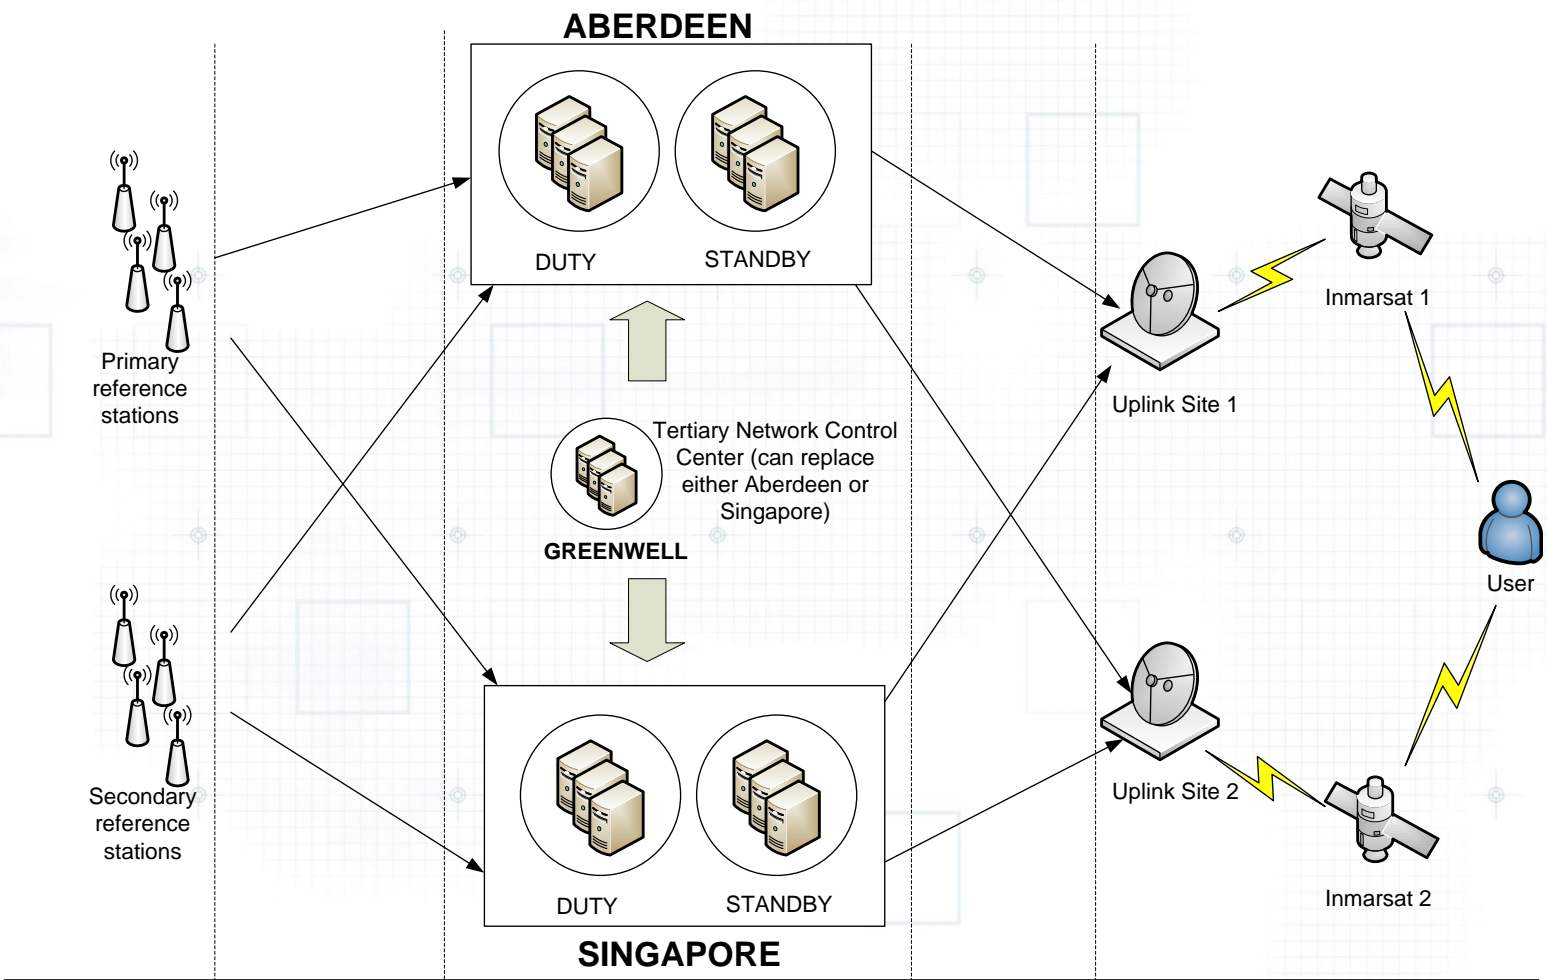 ABERDEEN
DUTY
STANDBY
Primary
reference
stations
Inmarsat 1
Uplink Site 1
Tertiary Network Control
Center (can replace
either Aberdeen or
Singapore)
GREENWELL
User
Secondary
reference
stations
Uplink Site 2
DUTY
STANDBY
Inmarsat 2
SINGAPORE